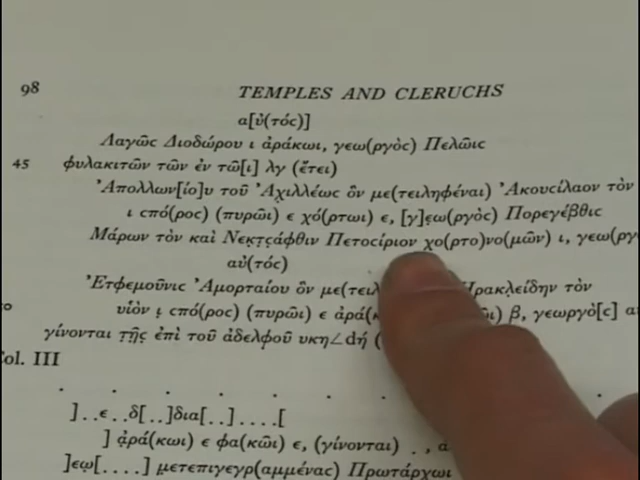 98 TEMPLES AND CLERUCHS
α[ὐ(τός)]
Λαγῶς Διοδώρου ι ἀράκωι, γεω(ργὸς) Πελῶις
45 φυλακιτῶν τῶν ἐν τῶ[ι] λγ (ἔτει)
Ἀπολλων[ίο]υ τοῦ Ἀχιλλέως ὃν με(τειληφέναι) Ἀκουσίλαον τὸν
ι σπό(ρος) (πυρῶι) ε χό(ρτωι) ε, [γ]εω(ργὸς) Πορεγέβθις
Μάρων τὸν καὶ Νεκτσάφθιν Πετοσίριον χο(ρτο)νο(μῶν) ι, γεω(ργ
αὐ(τός)
Ἐτφεμοῦνις Ἀμορταίου ὃν με(τειλ Ἡρακλείδην τὸν
υἱὸν ι σπό(ρος) (πυρῶι) ε ἀρά(κ ι) β, γεωργὸ[ς] α
γίνονται τῆς ἐπὶ τοῦ ἀδελφοῦ υκη∠dή (
Col. III
] . . ε . . δ[ . . ]δια[ . . ] . . . . [
] ἀρά(κωι) ε φα(κῶι) ε, (γίνονται) . , α
]εω[ . . . . ] μετεπιγεγρ(αμμένας) Πρωτάρχωι